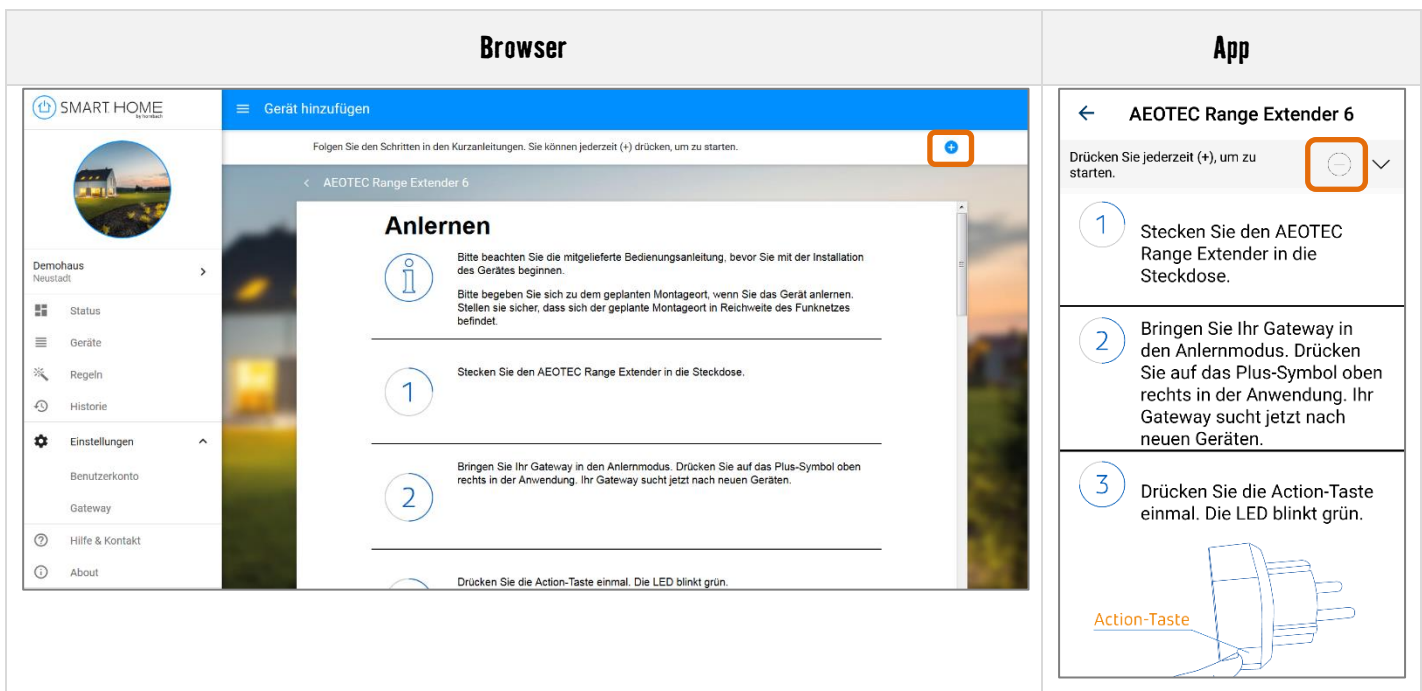 Browser
App
SMART HOME
by hornbach
Gerät hinzufügen
Folgen Sie den Schritten in den Kurzanleitungen. Sie können jederzeit (+) drücken, um zu starten.
Demohaus
Neustadt
Status
Geräte
Regeln
Historie
Einstellungen
Benutzerkonto
Gateway
Hilfe & Kontakt
About
AEOTEC Range Extender 6
Anlernen
Bitte beachten Sie die mitgelieferte Bedienungsanleitung, bevor Sie mit der Installation
des Gerätes beginnen.
Bitte begeben Sie sich zu dem geplanten Montageort, wenn Sie das Gerät anlernen.
Stellen sie sicher, dass sich der geplante Montageort in Reichweite des Funknetzes
befindet.
1
Stecken Sie den AEOTEC Range Extender in die Steckdose.
2
Bringen Sie Ihr Gateway in den Anlernmodus. Drücken Sie auf das Plus-Symbol oben
rechts in der Anwendung. Ihr Gateway sucht jetzt nach neuen Geräten.
Drücken Sie die Action-Taste einmal. Die LED blinkt grün.
AEOTEC Range Extender 6
Drücken Sie jederzeit (+), um zu
starten.
1
Stecken Sie den AEOTEC
Range Extender in die
Steckdose.
2
Bringen Sie Ihr Gateway in
den Anlernmodus. Drücken
Sie auf das Plus-Symbol oben
rechts in der Anwendung. Ihr
Gateway sucht jetzt nach
neuen Geräten.
3
Drücken Sie die Action-Taste
einmal. Die LED blinkt grün.
Action-Taste